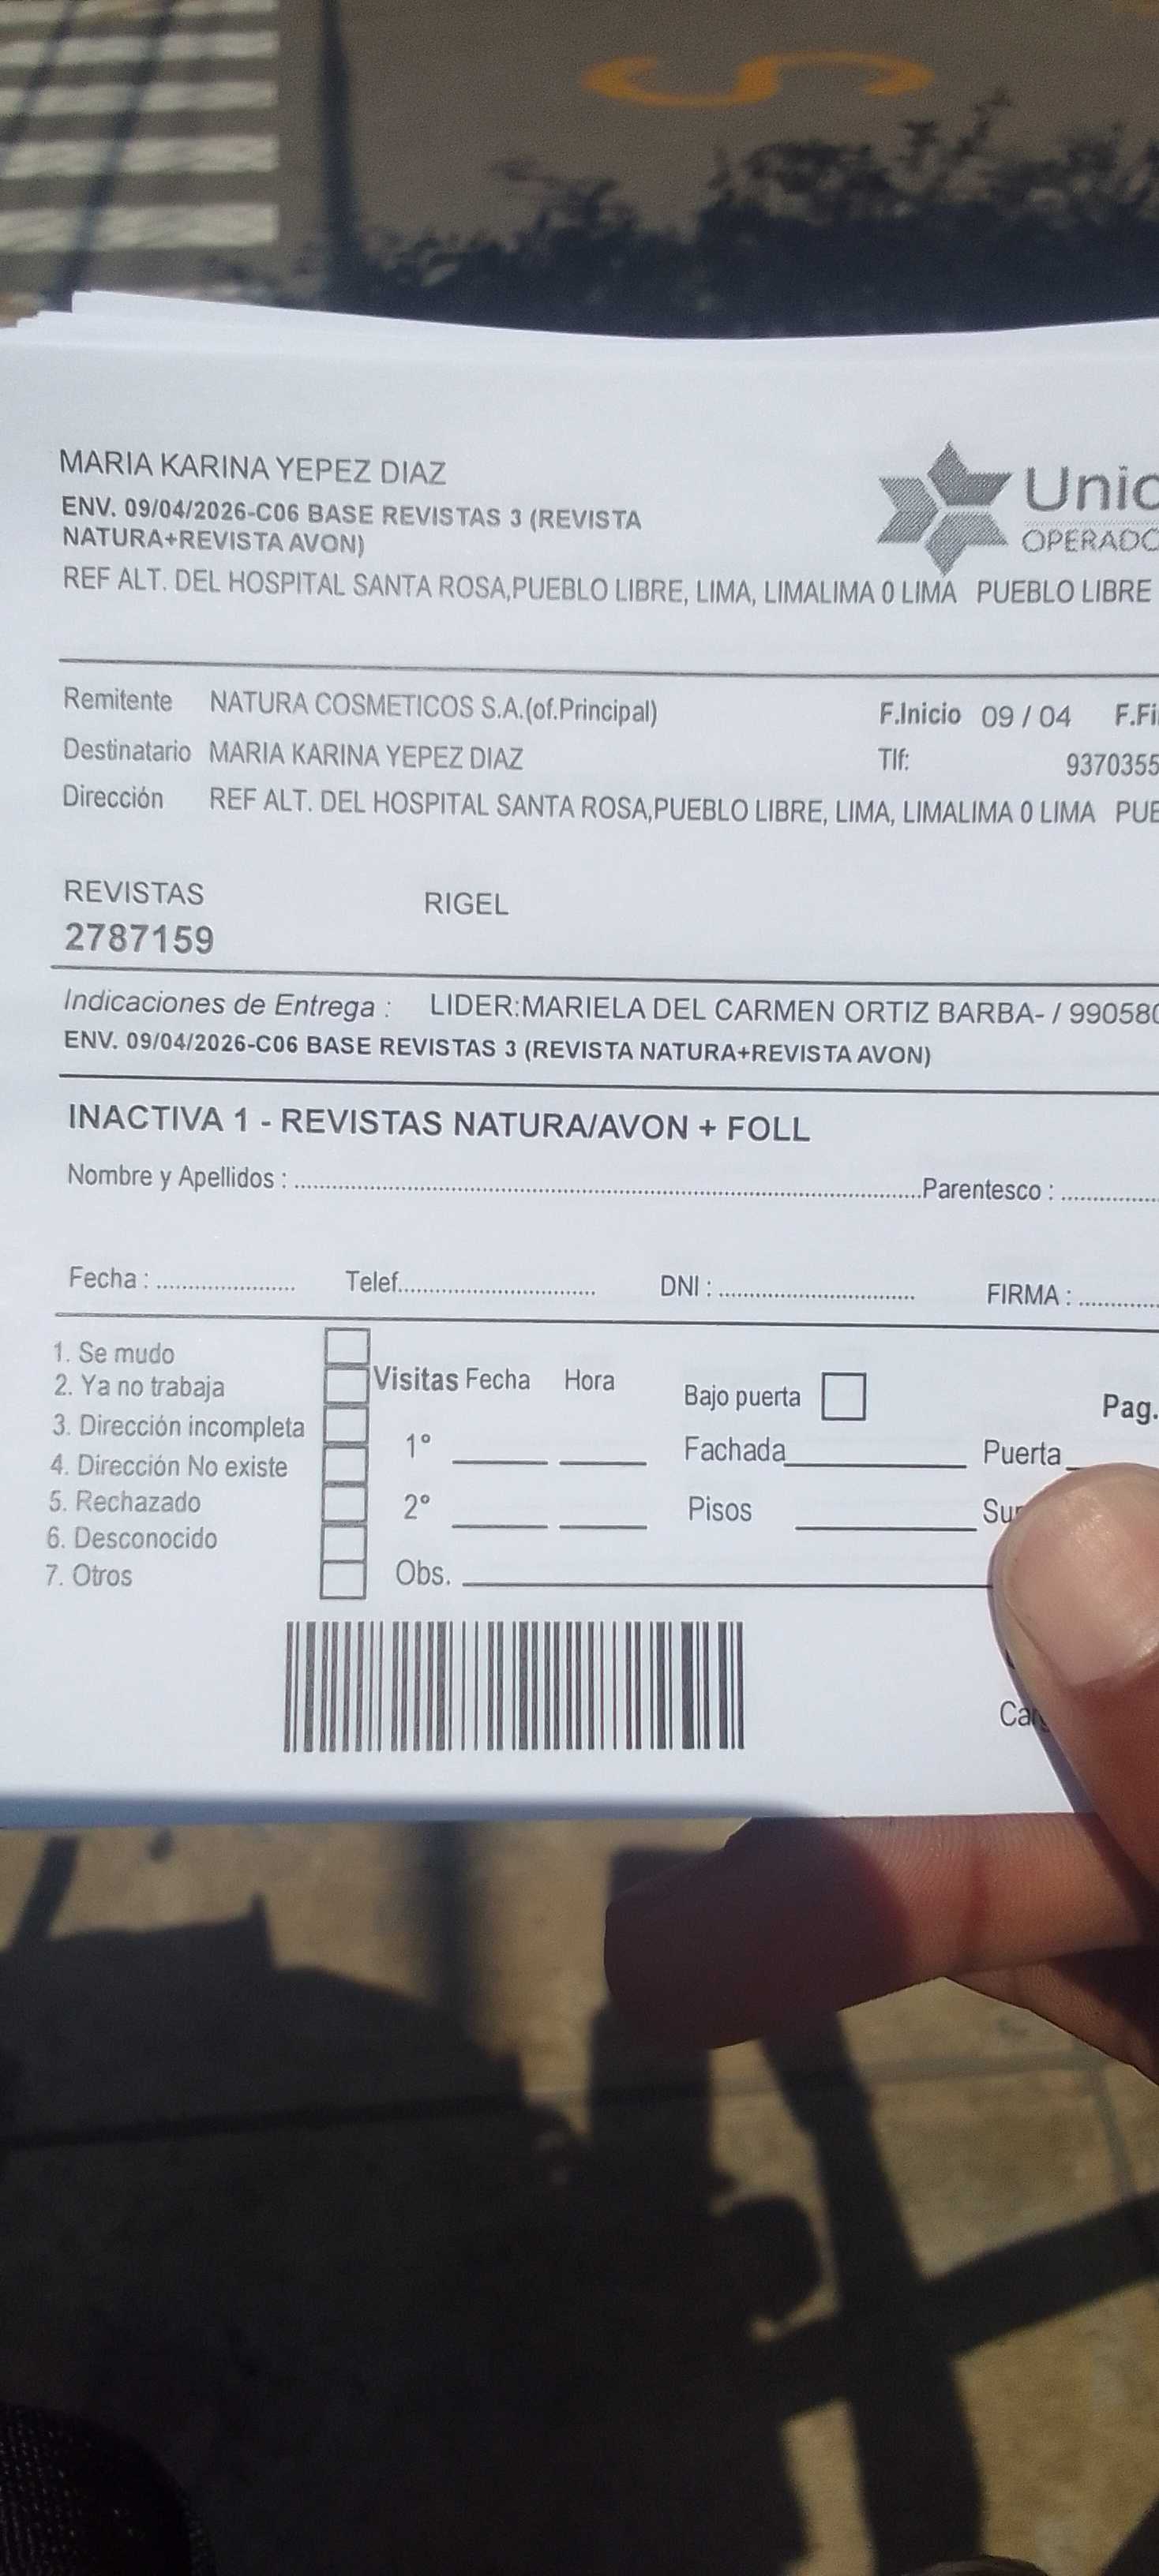 MARIA KARINA YEPEZ DIAZ
ENV. 09/04/2026-C06 BASE REVISTAS 3 (REVISTA
NATURA+REVISTA AVON)
REF ALT. DEL HOSPITAL SANTA ROSA,PUEBLO LIBRE, LIMA, LIMALIMA 0 LIMA PUEBLO LIBRE
Unic
OPERADO
Remitente NATURA COSMETICOS S.A.(of.Principal) F.Inicio 09 / 04 F.Fi
Destinatario MARIA KARINA YEPEZ DIAZ Tlf: 9370355
Dirección REF ALT. DEL HOSPITAL SANTA ROSA,PUEBLO LIBRE, LIMA, LIMALIMA 0 LIMA PUE
REVISTAS RIGEL
2787159
Indicaciones de Entrega : LIDER:MARIELA DEL CARMEN ORTIZ BARBA- / 990580
ENV. 09/04/2026-C06 BASE REVISTAS 3 (REVISTA NATURA+REVISTA AVON)
INACTIVA 1 - REVISTAS NATURA/AVON + FOLL
Nombre y Apellidos : Parentesco :
Fecha : Telef. DNI : FIRMA :
1. Se mudo
2. Ya no trabaja
3. Dirección incompleta
4. Dirección No existe
5. Rechazado
6. Desconocido
7. Otros
Visitas Fecha Hora
1°
2°
Obs.
Bajo puerta Pag.
Fachada Puerta
Pisos